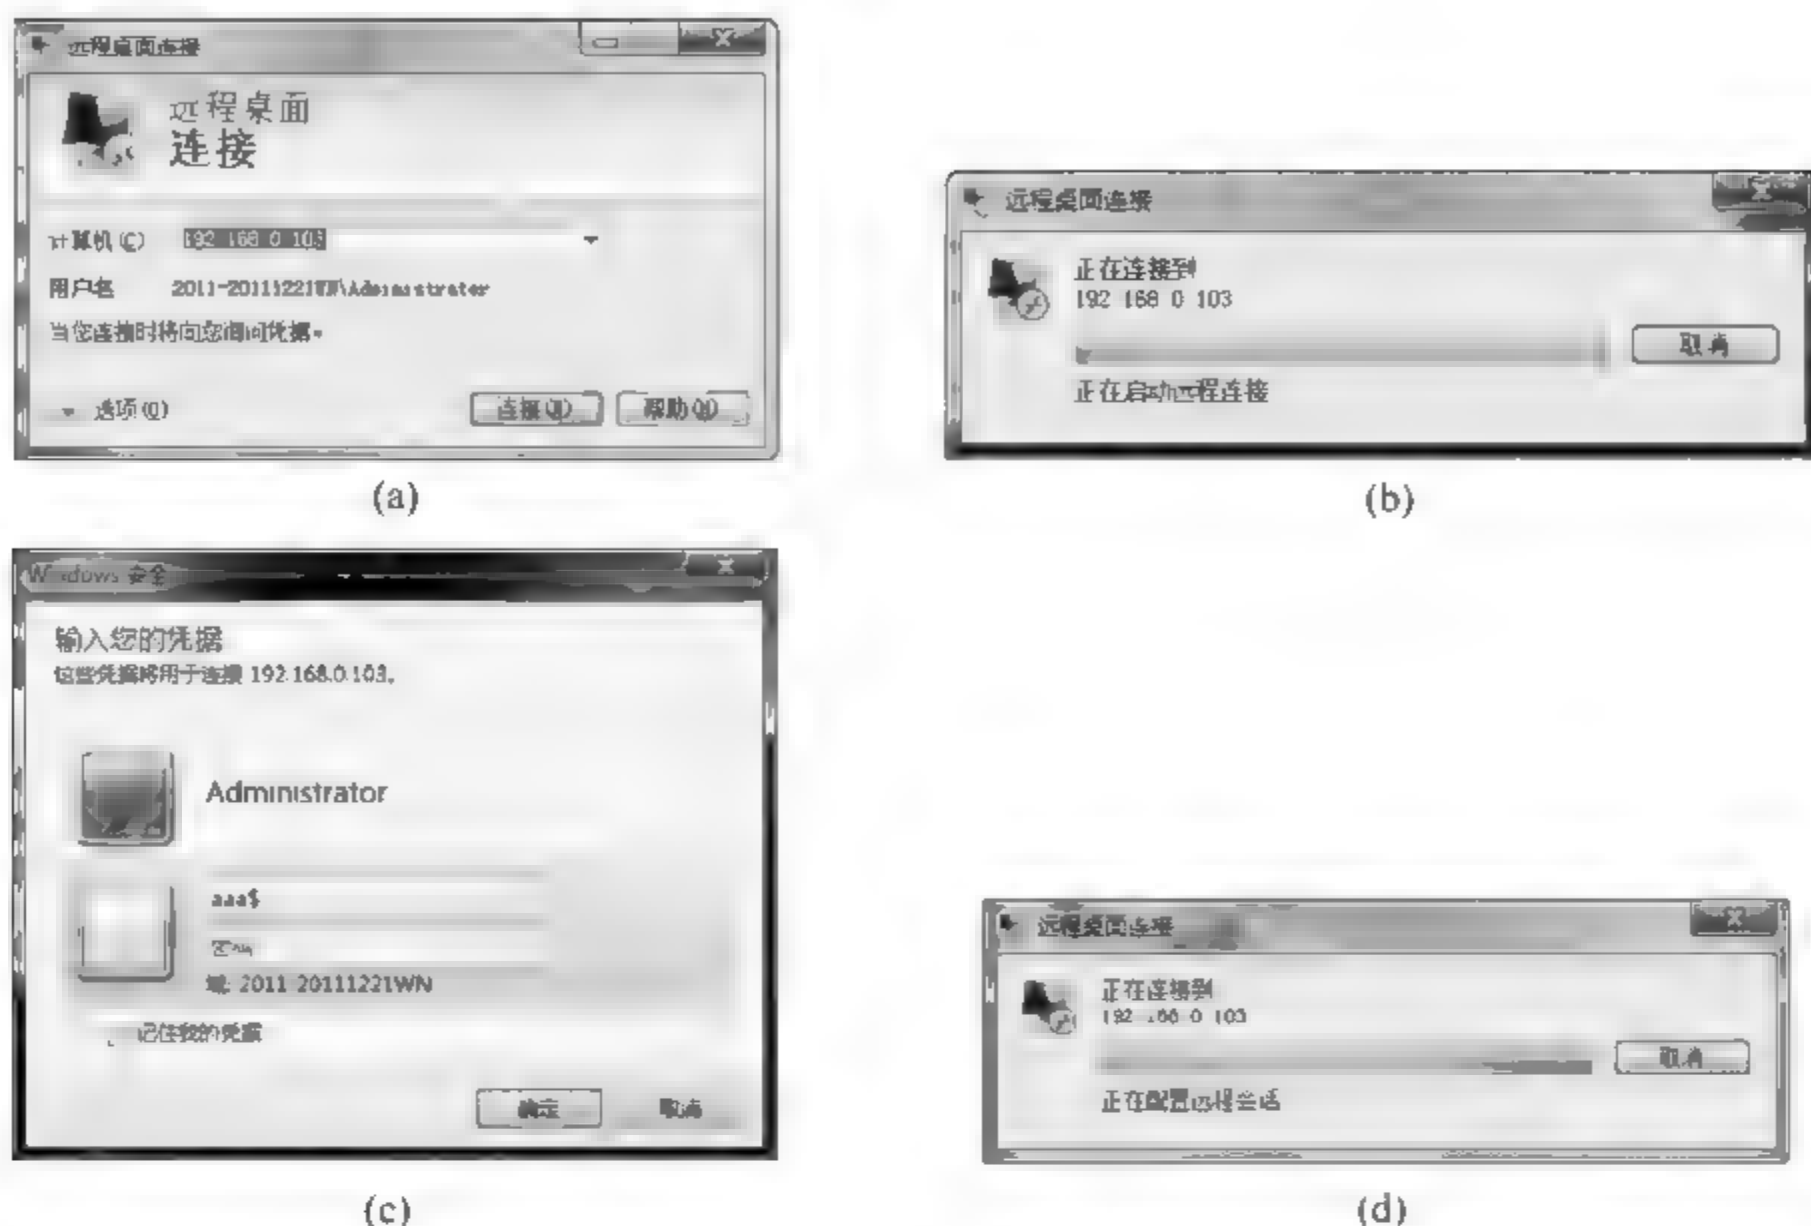 远程桌面连接
远程桌面
连接
计算机(C)
192 168 0 103
用户名
2011-20111221WN\Administrator
当您连接时将向您询问凭据。
选项(O)
连接(N)
帮助(H)
(a)
远程桌面连接
正在连接到
192 168 0 103
取消
正在启动远程连接
(b)
Windows 安全
输入您的凭据
这些凭据将用于连接 192.168.0.103。
Administrator
aaa$
密码
域: 2011-20111221WN
记住我的凭据
确定
取消
(c)
远程桌面连接
正在连接到
192 168 0 103
取消
正在配置远程会话
(d)